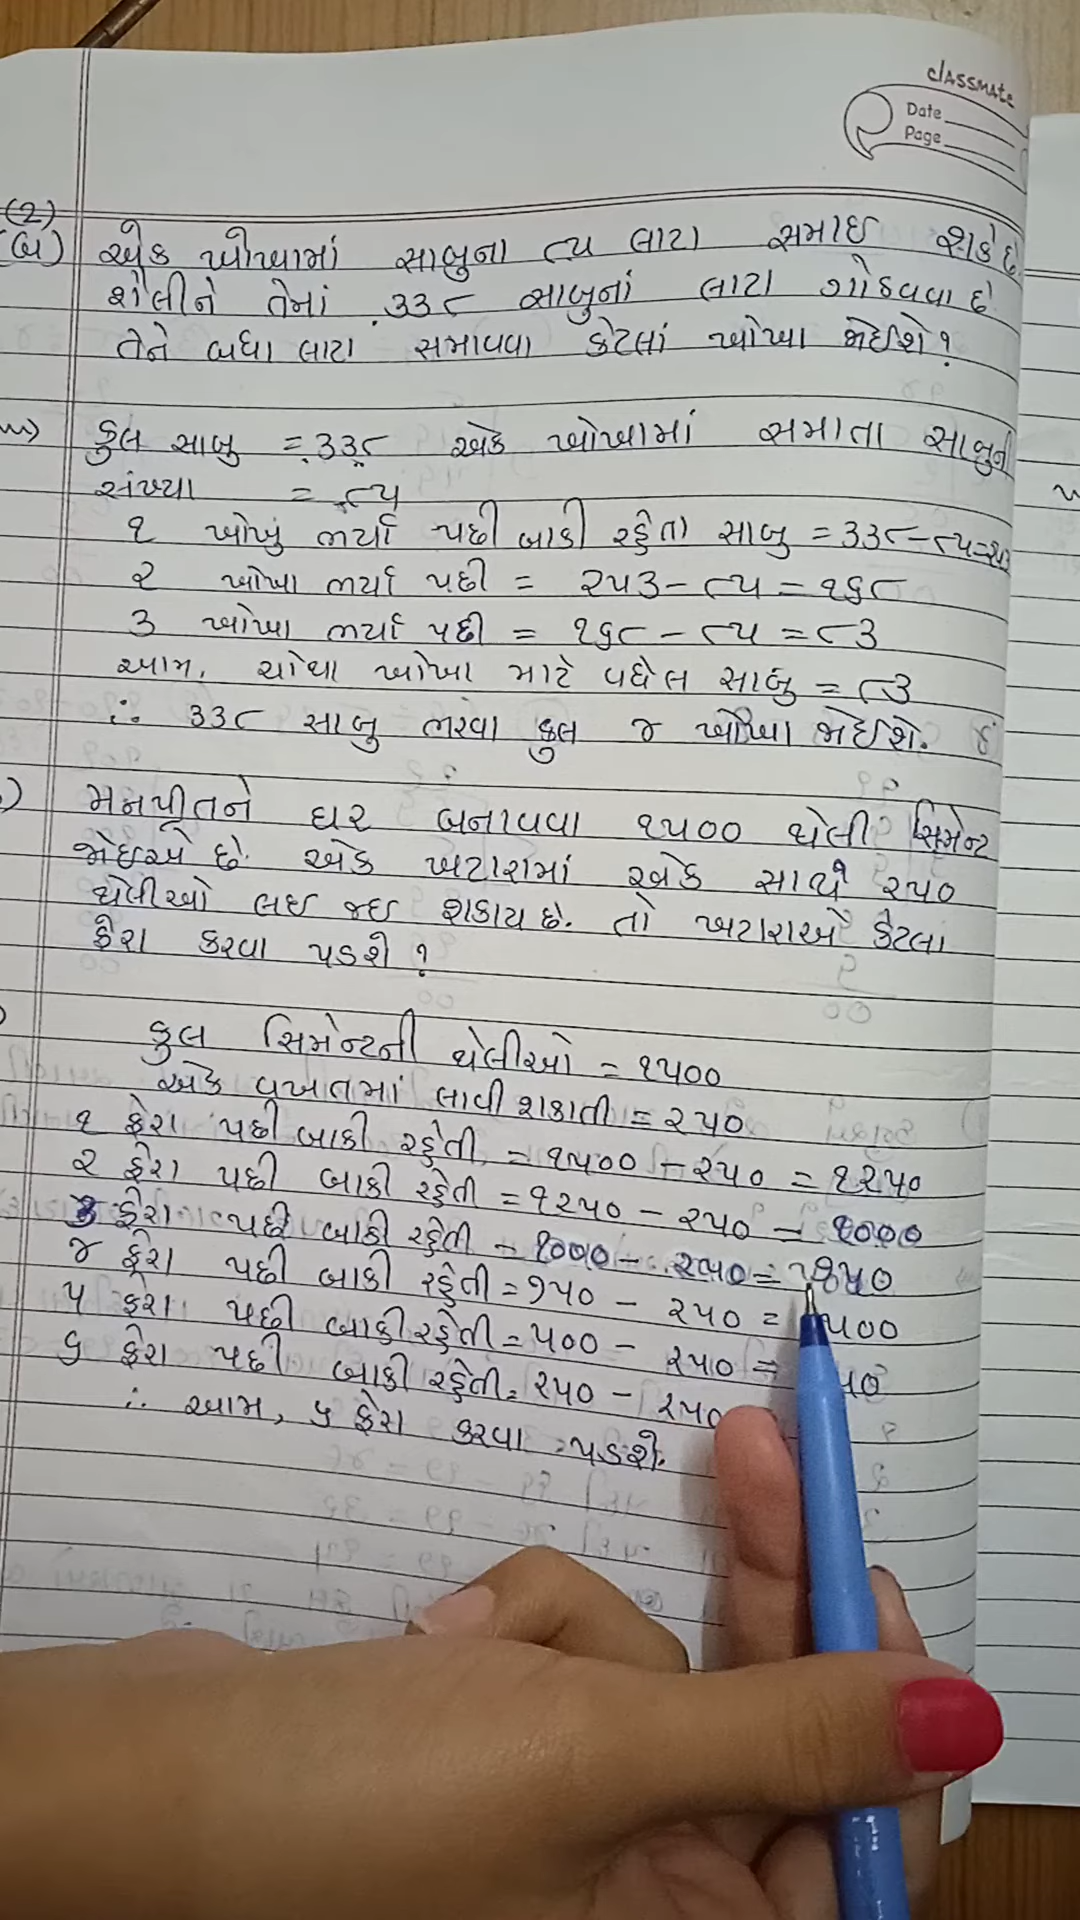 classmate
Date
Page
(2)
(બ) એક ખોખામાં સાબુના ૮૫ લાટા સમાઇ શકે છે
શેલીને તેમાં ૩૩૮ સાબુનાં લાટા ગોઠવવા છે
તેને બધા લાટા સમાવવા કેટલાં ખોખા જોઈશે?
કુલ સાબુ = ૩૩૮ એક ખોખામાં સમાતા સાબુની
સંખ્યા = ૮૫
૧ ખોખું ભર્યા પછી બાકી રહેતા સાબુ = ૩૩૮ - ૮૫ = ૨૫૩
૨ ખોખા ભર્યા પછી = ૨૫૩ - ૮૫ = ૧૬૮
૩ ખોખા ભર્યા પછી = ૧૬૮ - ૮૫ = ૮૩
આમ, ચોથા ખોખા માટે વધેલ સાબુ = ૮૩
∴ ૩૩૮ સાબુ ભરવા કુલ ૪ ખોખા જોઈશે.
મનપ્રીતને ઘર બનાવવા ૧૫૦૦ થેલી સિમેન્ટ
જોઇએ છે. એક ખટારામાં એક સાથે ૨૫૦
થેલીઓ લઇ જઇ શકાય છે. તો ખટારાએ કેટલા
ફેરા કરવા પડશે?
કુલ સિમેન્ટની થેલીઓ = ૧૫૦૦
એક વખતમાં લાવી શકાતી = ૨૫૦
૧ ફેરા પછી બાકી રહેતી = ૧૫૦૦ - ૨૫૦ = ૧૨૫૦
૨ ફેરા પછી બાકી રહેતી = ૧૨૫૦ - ૨૫૦ = ૧૦૦૦
૩ ફેરા પછી બાકી રહેતી = ૧૦૦૦ - ૨૫૦ = ૭૫૦
૪ ફેરા પછી બાકી રહેતી = ૭૫૦ - ૨૫૦ = ૫૦૦
૫ ફેરા પછી બાકી રહેતી = ૫૦૦ - ૨૫૦ =
૬ ફેરા પછી બાકી રહેતી = ૨૫૦ - ૨૫૦
∴ આમ, ૬ ફેરા કરવા પડશે.